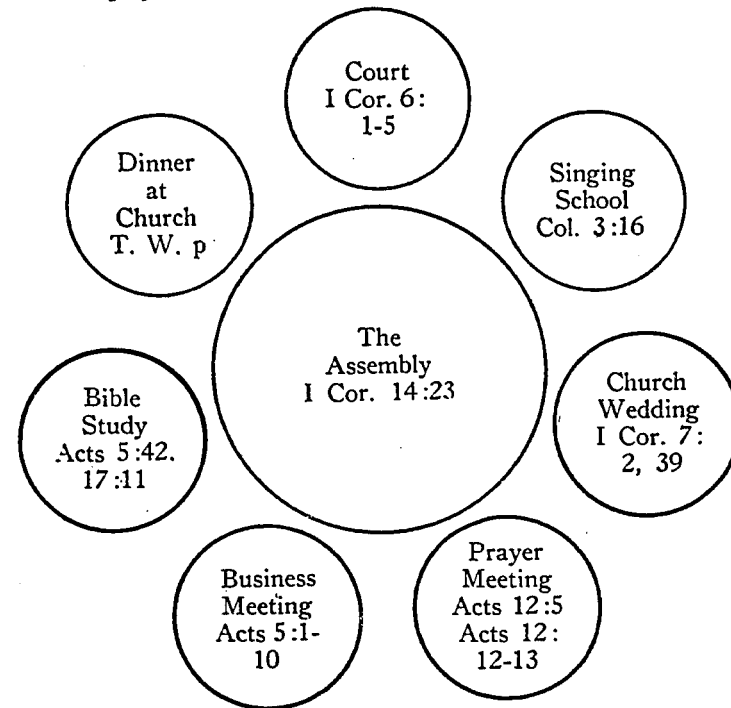 Court
I Cor. 6:
1-5
Dinner
at
Church
T. W. p
Singing
School
Col. 3:16
The
Assembly
I Cor. 14:23
Church
Wedding
I Cor. 7:
2, 39
Bible
Study
Acts 5:42.
17:11
Business
Meeting
Acts 5:1-
10
Prayer
Meeting
Acts 12:5
Acts 12:
12-13